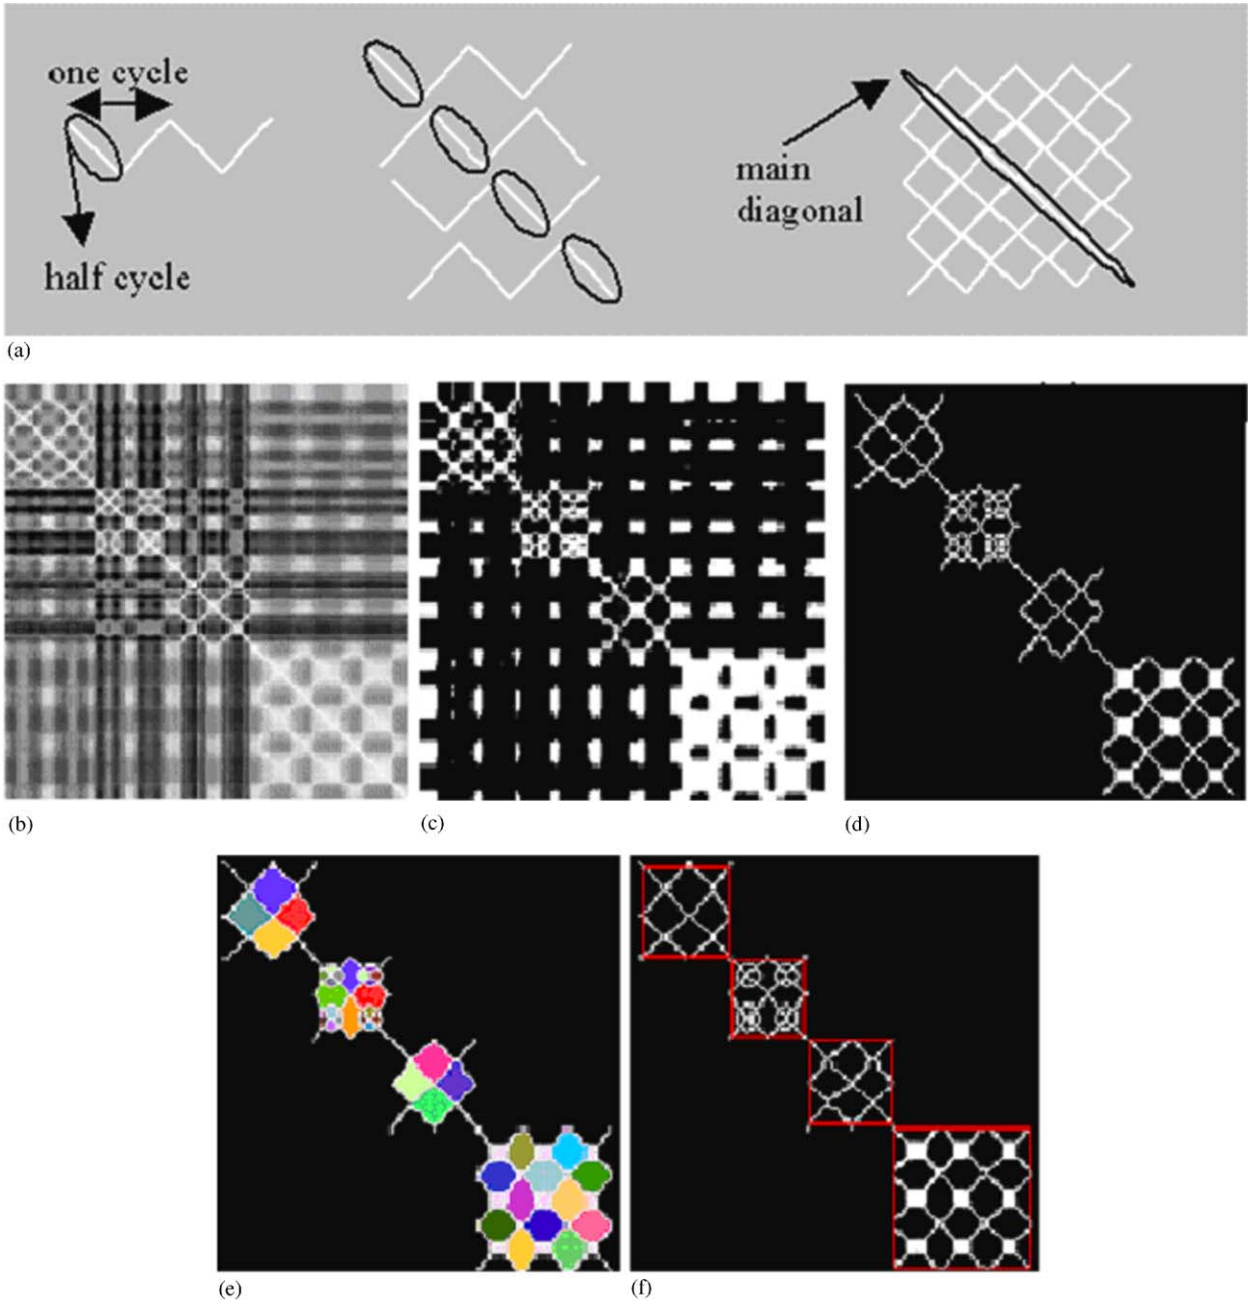 one cycle
half cycle
main
diagonal
(a)
(b)
(c)
(d)
(e)
(f)